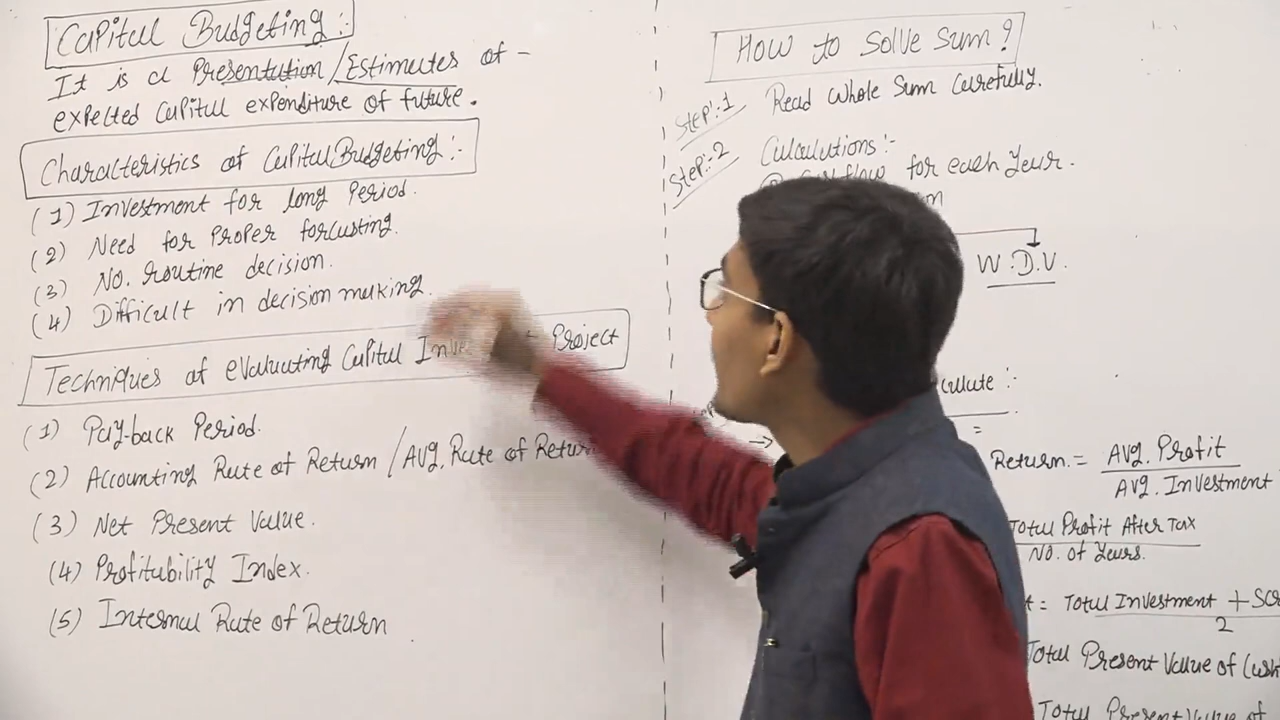 Capital Budgeting :-
It is a Presentation / Estimates of -
expected capital expenditure of future.
Characteristics of Capital Budgeting :-
(1) Investment for long Period.
(2) Need for Proper forcasting.
(3) No. routine decision.
(4) Difficult in decision making.
Techniques of evaluating Capital Project
(1) Pay-back Period.
(2) Accounting Rate of Return / Avg. Rate of Return
(3) Net Present Value.
(4) Profitability Index.
(5) Internal Rate of Return
How to solve sum?
Step:-1 Read whole sum carefully.
Step:-2 Calculations:-
for each year.
W.D.V.
Return. = Avg. Profit
Avg. Investment
Total Profit After Tax
No. of years.
= Total Investment +
2
Total Present Value of
Total Present Value of